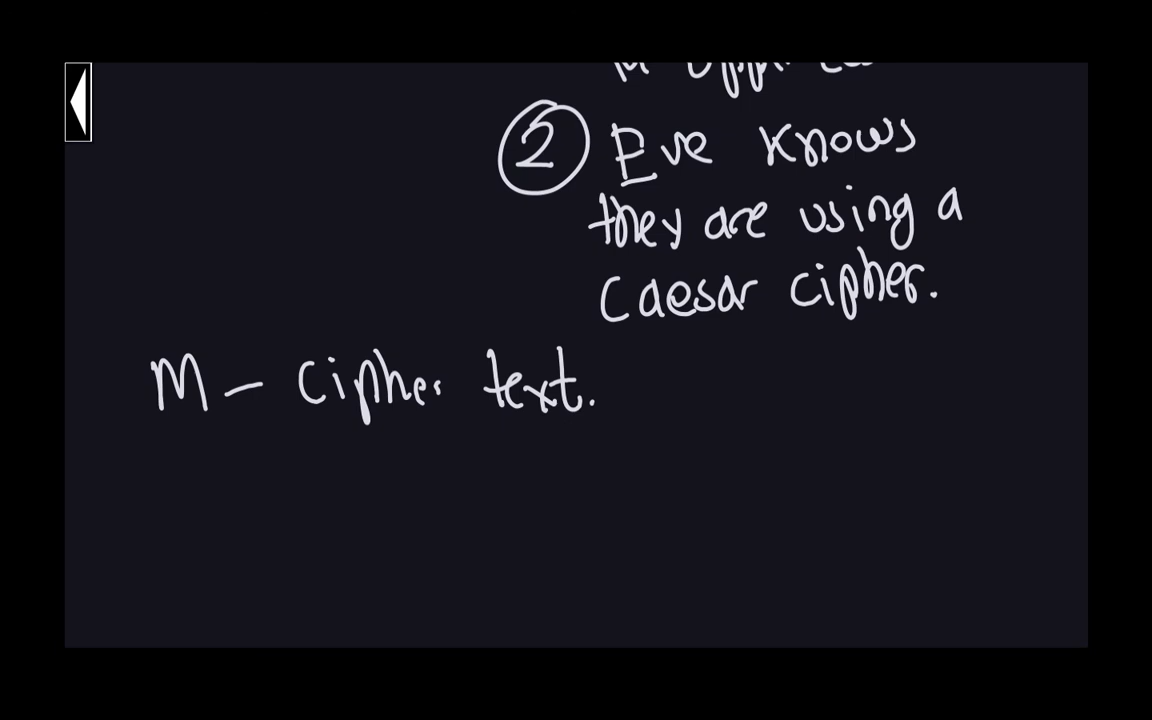 ② Eve knows
they are using a
Caesar cipher.
M – Cipher text.